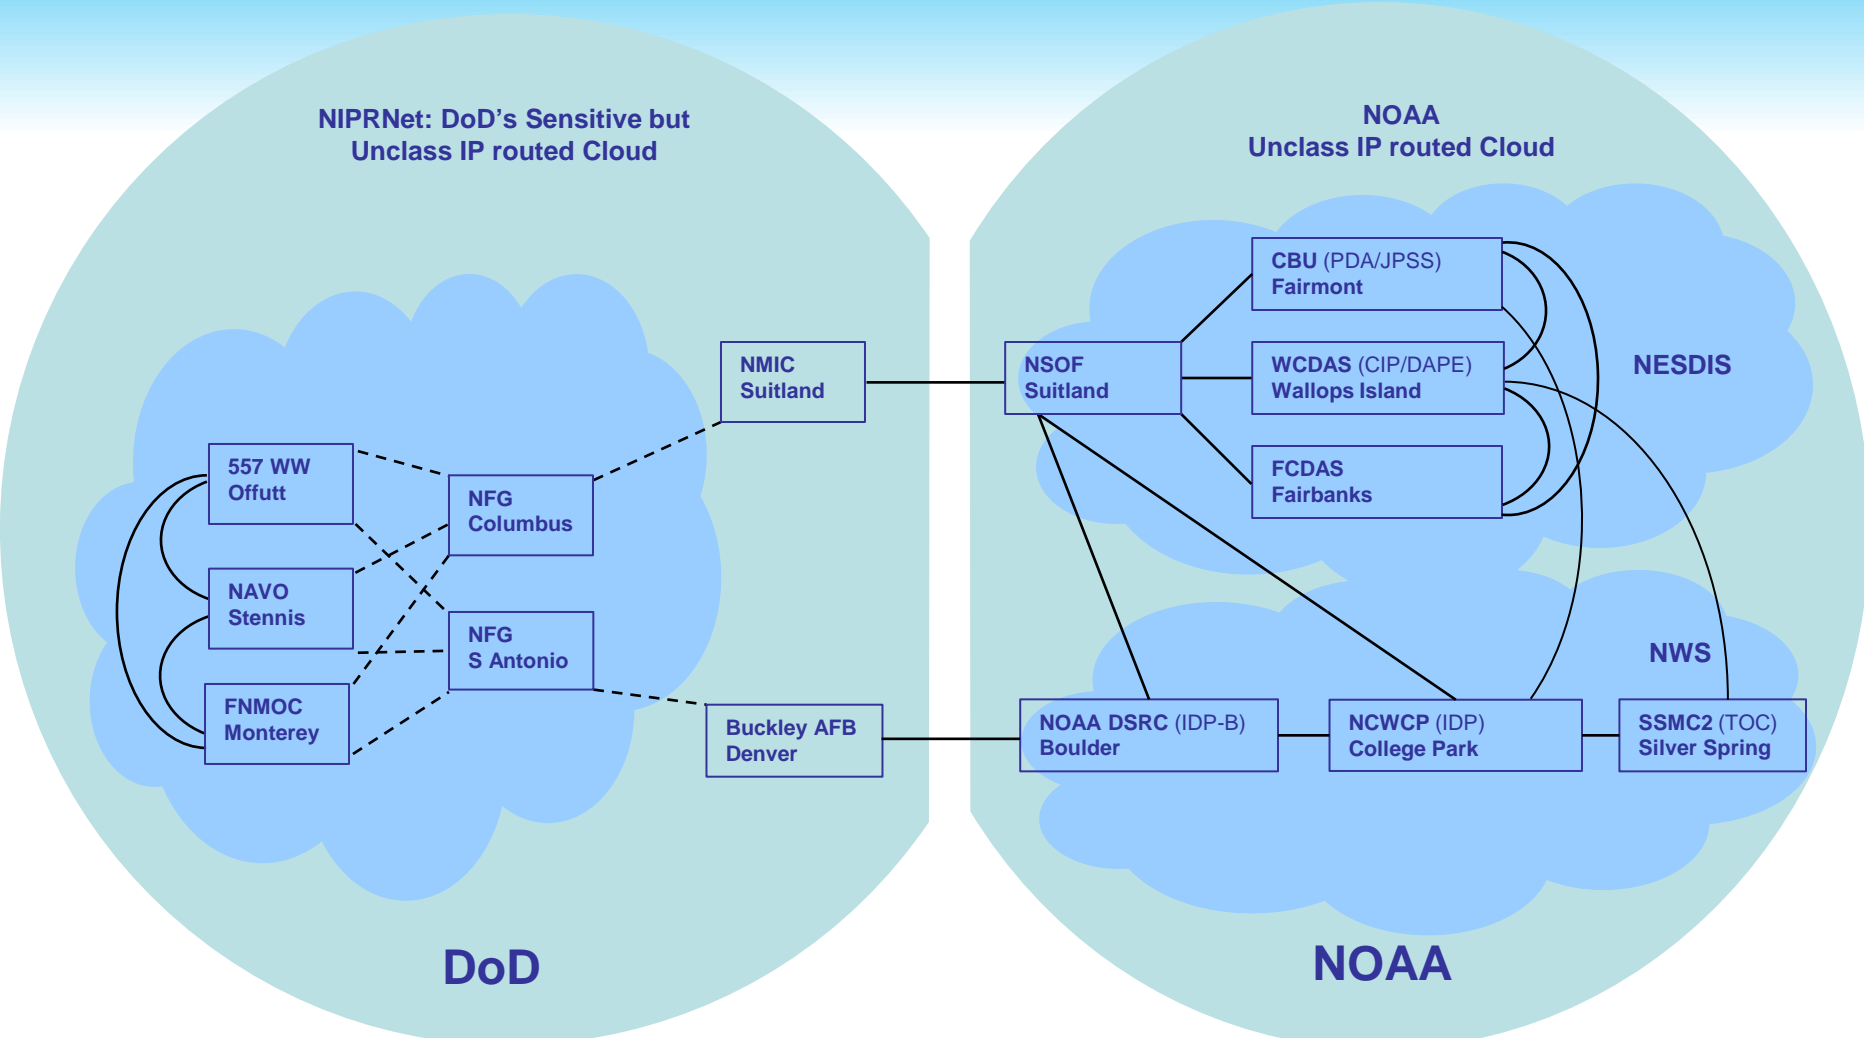 NIPRNet: DoD's Sensitive but
Unclass IP routed Cloud
NMIC
Suitland
557 WW
Offutt
NFG
Columbus
NAVO
Stennis
NFG
S Antonio
FNMOC
Monterey
Buckley AFB
Denver
DoD
NOAA
Unclass IP routed Cloud
CBU (PDA/JPSS)
Fairmont
NSOF
Suitland
WCDAS (CIP/DAPE)
Wallops Island
NESDIS
FCDAS
Fairbanks
NWS
NOAA DSRC (IDP-B)
Boulder
NCWCP (IDP)
College Park
SSMC2 (TOC)
Silver Spring
NOAA